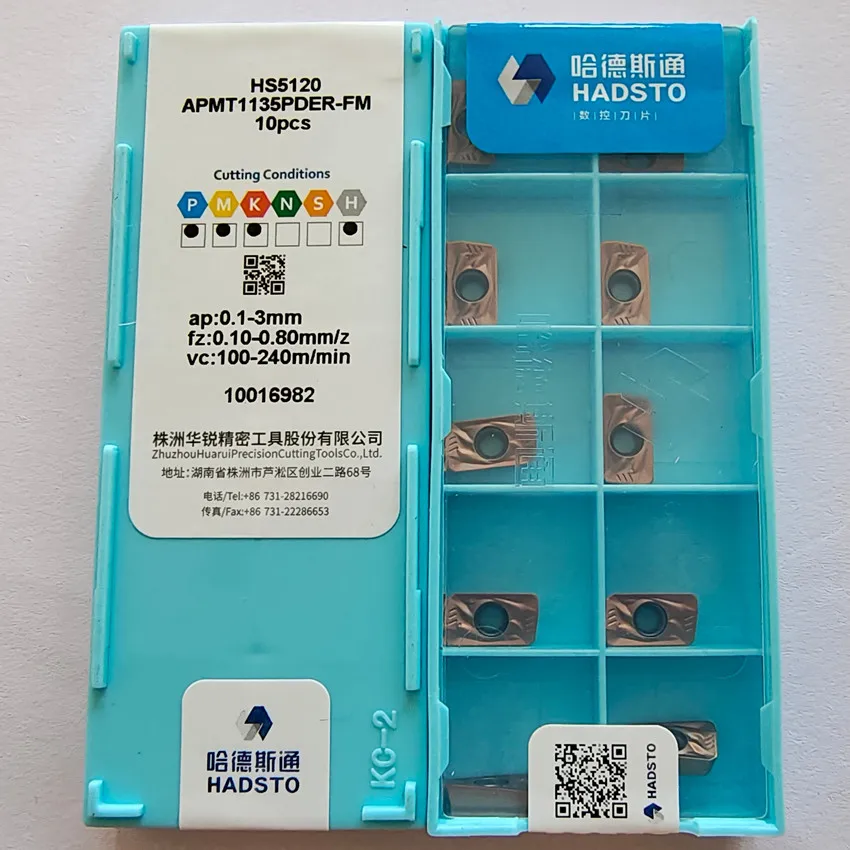 HS5120
APMT1135PDER-FM
10pcs
Cutting Conditions
P M K N S H
ap:0.1-3mm
fz:0.10-0.80mm/z
vc:100-240m/min
10016982
株洲华锐精密工具股份有限公司
ZhuzhouHuaruiPrecisionCuttingToolsCo.,Ltd.
地址:湖南省株洲市芦淞区创业二路68号
电话/Tel:+86 731-28216690
传真/Fax:+86 731-22286653
哈德斯通
HADSTO
KC-2
哈德斯通
HADSTO
|数|控|刀|片|
HADSTO